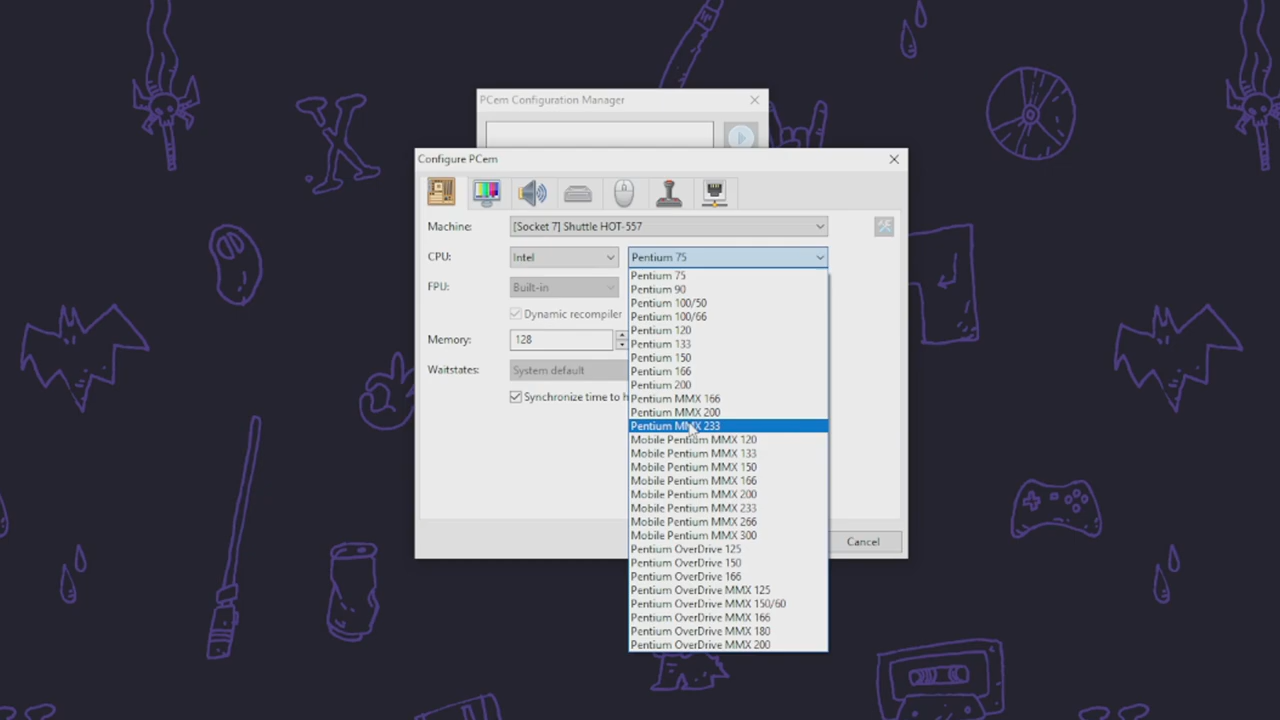 PCem Configuration Manager
Configure PCem
Machine: [Socket 7] Shuttle HOT-557
CPU: Intel Pentium 75
FPU: Built-in
Dynamic recompiler
Memory: 128
Waitstates: System default
Synchronize time to h
Pentium 75
Pentium 90
Pentium 100/50
Pentium 100/66
Pentium 120
Pentium 133
Pentium 150
Pentium 166
Pentium 200
Pentium MMX 166
Pentium MMX 200
Pentium MMX 233
Mobile Pentium MMX 120
Mobile Pentium MMX 133
Mobile Pentium MMX 150
Mobile Pentium MMX 166
Mobile Pentium MMX 200
Mobile Pentium MMX 233
Mobile Pentium MMX 266
Mobile Pentium MMX 300
Pentium OverDrive 125
Pentium OverDrive 150
Pentium OverDrive 166
Pentium OverDrive MMX 125
Pentium OverDrive MMX 150/60
Pentium OverDrive MMX 166
Pentium OverDrive MMX 180
Pentium OverDrive MMX 200
Cancel